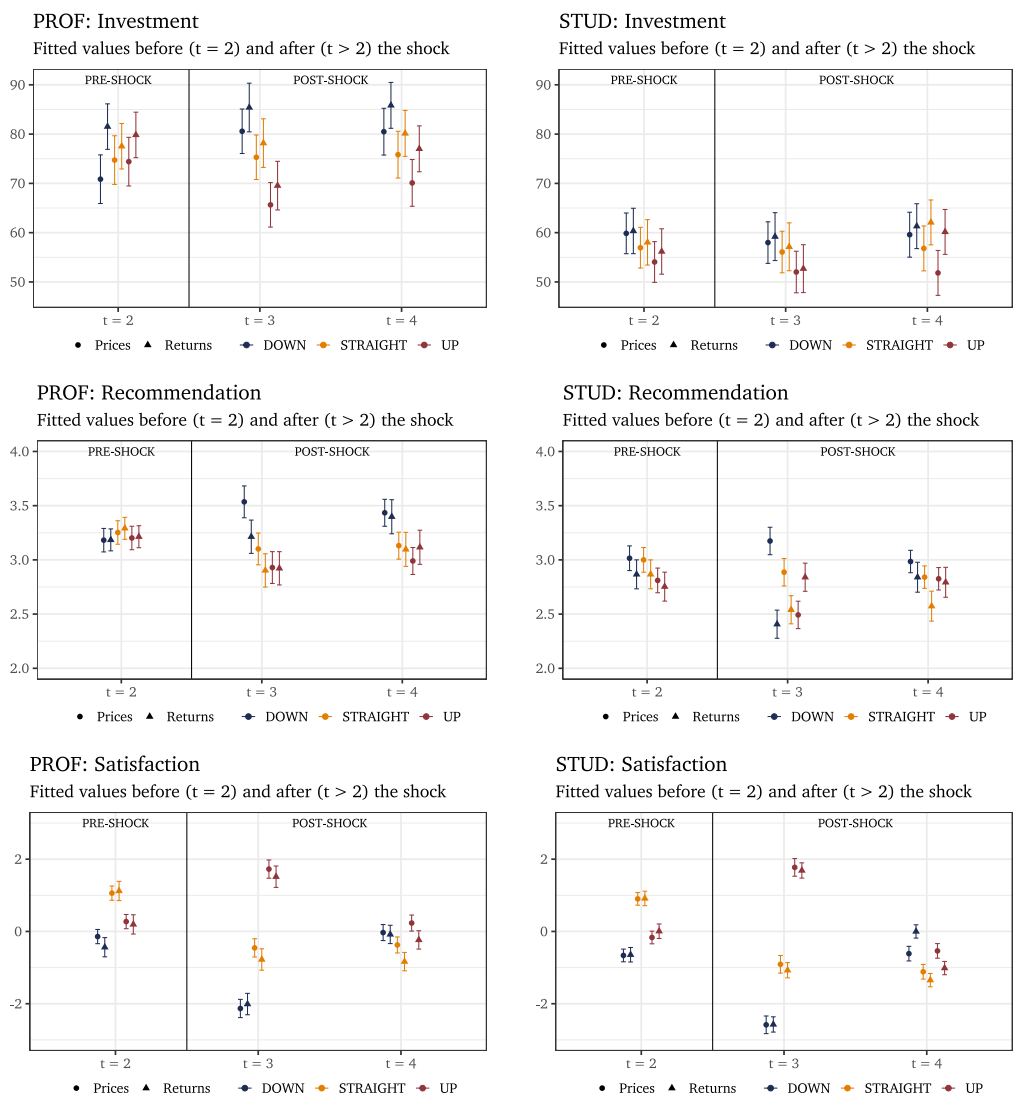 PROF: Investment
Fitted values before (t = 2) and after (t > 2) the shock
PRE-SHOCK POST-SHOCK
90
80
70
60
50
t = 2 t = 3 t = 4
Prices Returns DOWN STRAIGHT UP
STUD: Investment
Fitted values before (t = 2) and after (t > 2) the shock
PRE-SHOCK POST-SHOCK
90
80
70
60
50
t = 2 t = 3 t = 4
Prices Returns DOWN STRAIGHT UP
PROF: Recommendation
Fitted values before (t = 2) and after (t > 2) the shock
PRE-SHOCK POST-SHOCK
4.0
3.5
3.0
2.5
2.0
t = 2 t = 3 t = 4
Prices Returns DOWN STRAIGHT UP
STUD: Recommendation
Fitted values before (t = 2) and after (t > 2) the shock
PRE-SHOCK POST-SHOCK
4.0
3.5
3.0
2.5
2.0
t = 2 t = 3 t = 4
Prices Returns DOWN STRAIGHT UP
PROF: Satisfaction
Fitted values before (t = 2) and after (t > 2) the shock
PRE-SHOCK POST-SHOCK
2
0
-2
t = 2 t = 3 t = 4
Prices Returns DOWN STRAIGHT UP
STUD: Satisfaction
Fitted values before (t = 2) and after (t > 2) the shock
PRE-SHOCK POST-SHOCK
2
0
-2
t = 2 t = 3 t = 4
Prices Returns DOWN STRAIGHT UP